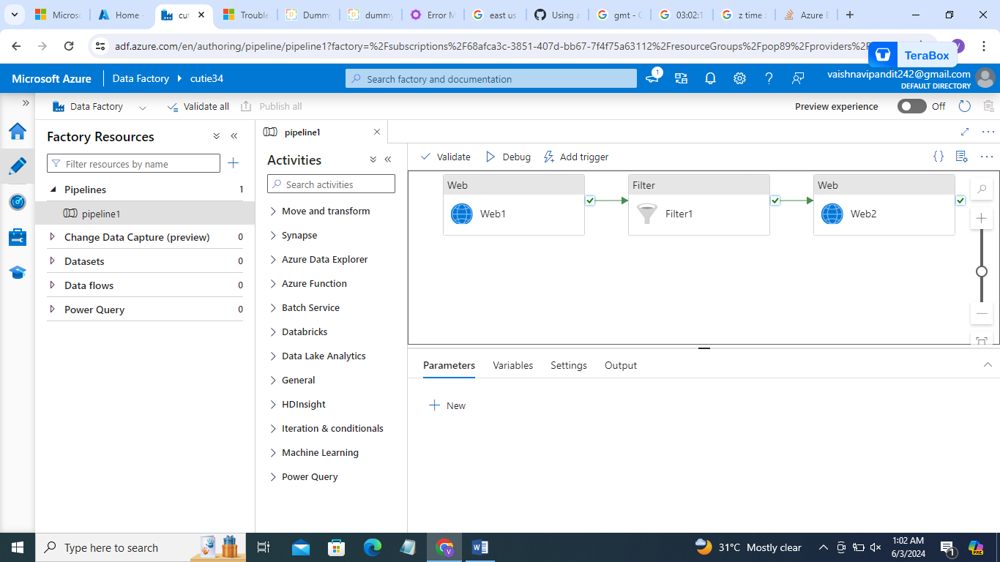 Microso
Home -
cut
Trouble
Dummy
dummy
Error M
east us
Using a
gmt - G
03:02:1
z time z
Azure E
adf.azure.com/en/authoring/pipeline/pipeline1?factory=%2Fsubscriptions%2F68afca3c-3851-407d-bb67-7f4f75a63112%2FresourceGroups%2Fpop89%2Fproviders%2F
TeraBox
V
Microsoft Azure
Data Factory
cutie34
Search factory and documentation
1
vaishnavipandit242@gmail.com
DEFAULT DIRECTORY
Data Factory
Validate all
Publish all
Preview experience
Off
Factory Resources
Filter resources by name
Pipelines 1
pipeline1
Change Data Capture (preview) 0
Datasets 0
Data flows 0
Power Query 0
pipeline1
Activities
Search activities
Move and transform
Synapse
Azure Data Explorer
Azure Function
Batch Service
Databricks
Data Lake Analytics
General
HDInsight
Iteration & conditionals
Machine Learning
Power Query
Validate
Debug
Add trigger
{}
Web
Web1
Filter
Filter1
Web
Web2
Parameters
Variables
Settings
Output
New
Type here to search
V
W
31°C Mostly clear
1:02 AM
6/3/2024
1
PRE